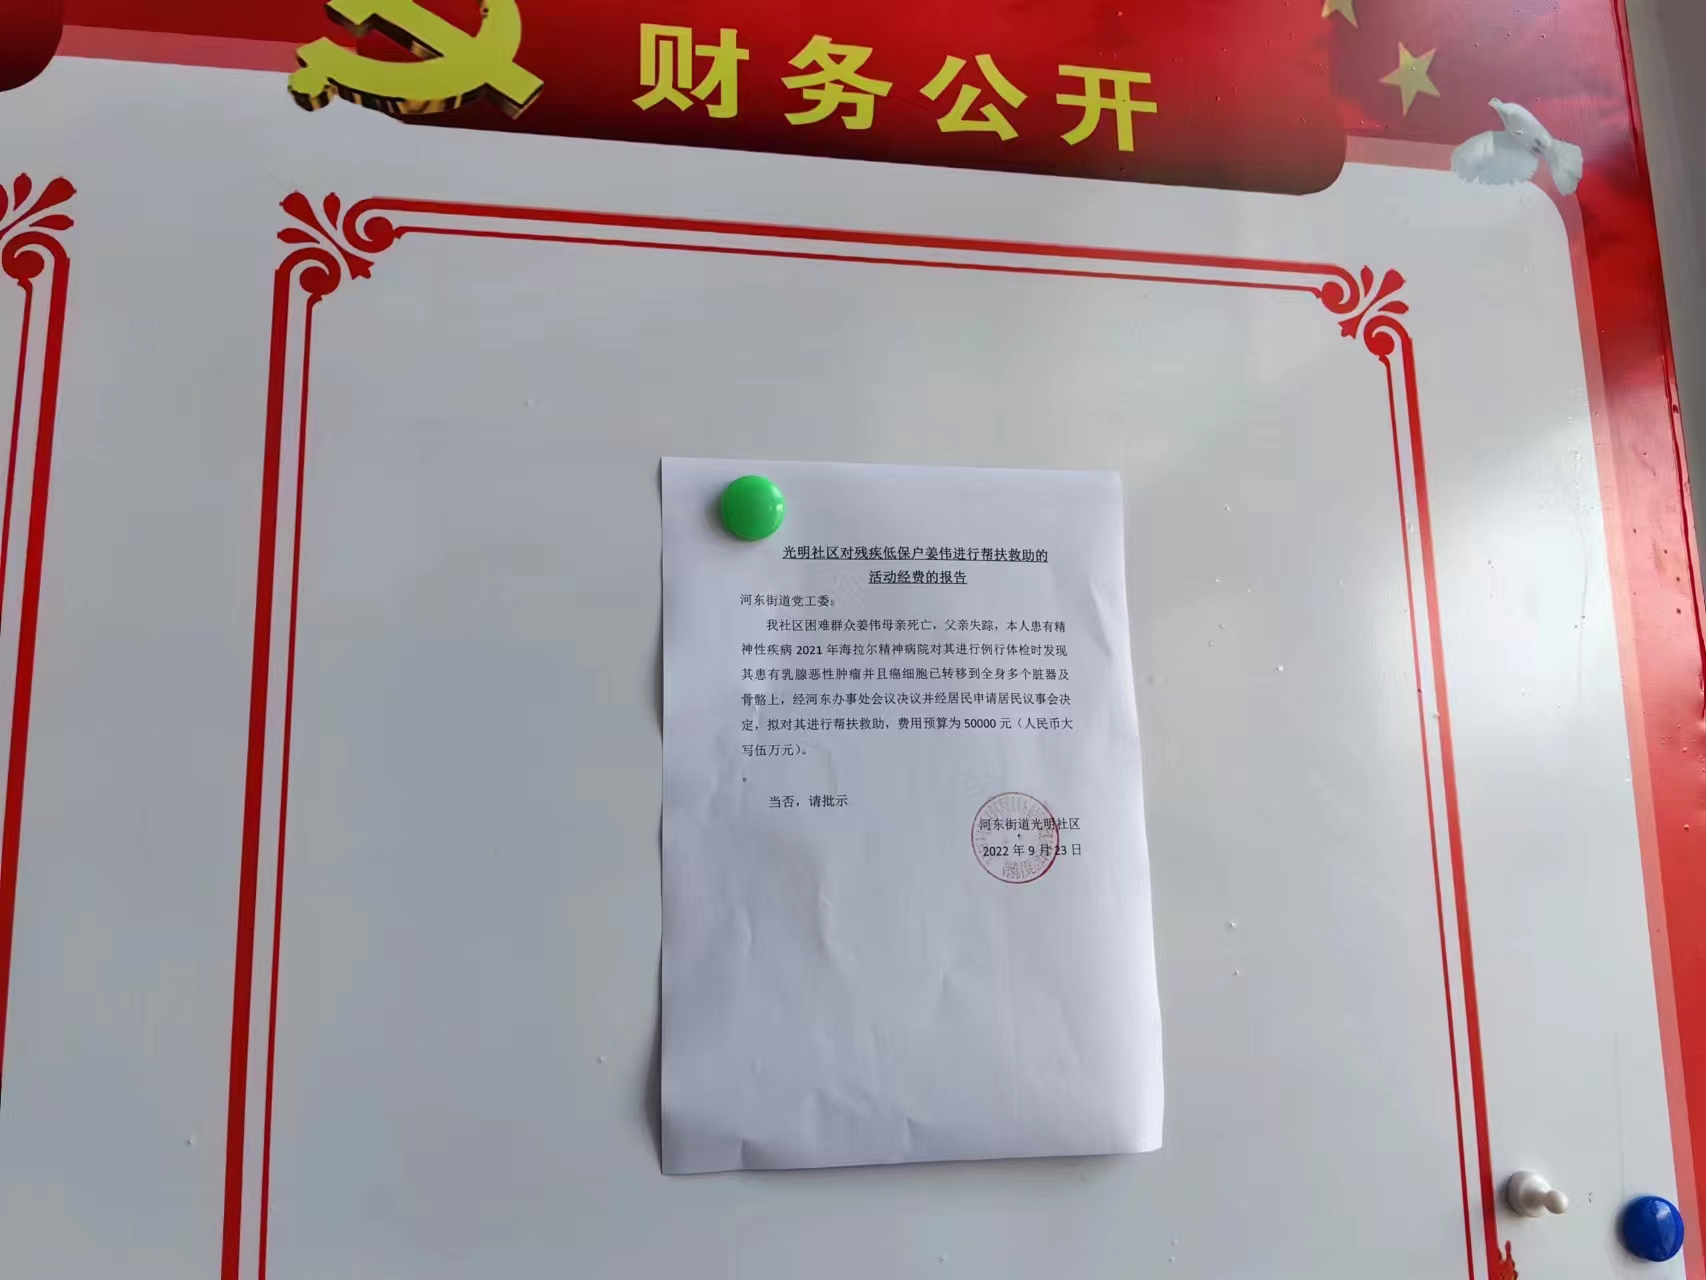 财务公开
光明社区对残疾低保户姜伟进行帮扶救助的
活动经费的报告
河东街道党工委:
我社区困难群众姜伟母亲死亡，父亲失踪，本人患有精
神性疾病 2021 年海拉尔精神病院对其进行例行体检时发现
其患有乳腺恶性肿瘤并且癌细胞已转移到全身多个脏器及
骨骼上，经河东办事处会议决议并经居民申请居民议事会决
定，拟对其进行帮扶救助，费用预算为 50000 元（人民币大
写伍万元）。
。
当否，请批示
河东街道光明社区
2022 年 9 月 23 日